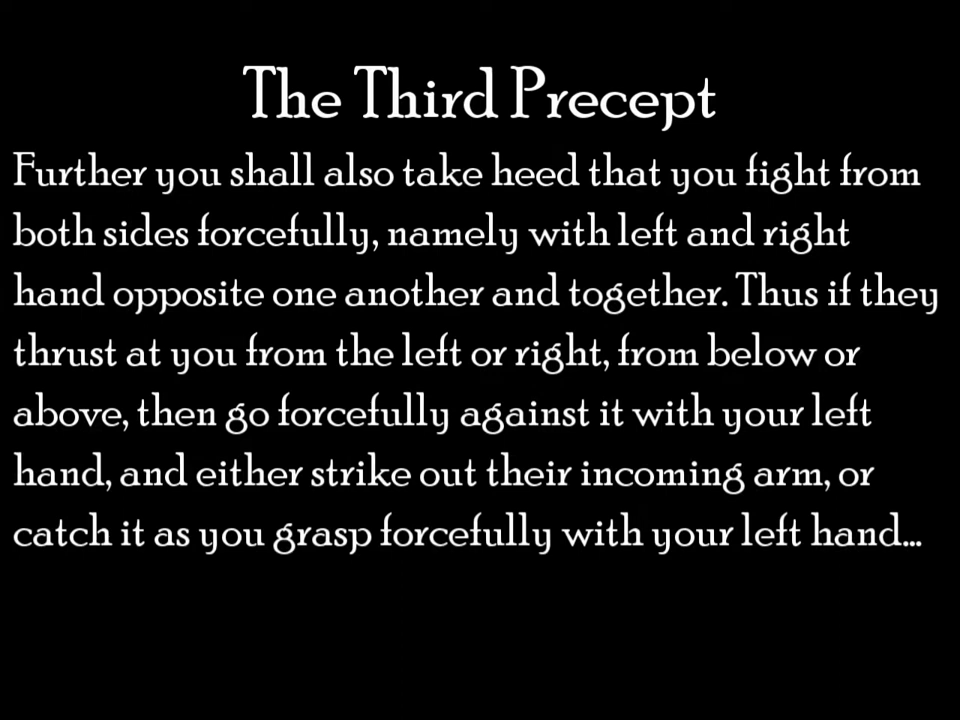 The Third Precept
Further you shall also take heed that you fight from
both sides forcefully, namely with left and right
hand opposite one another and together. Thus if they
thrust at you from the left or right, from below or
above, then go forcefully against it with your left
hand, and either strike out their incoming arm, or
catch it as you grasp forcefully with your left hand...